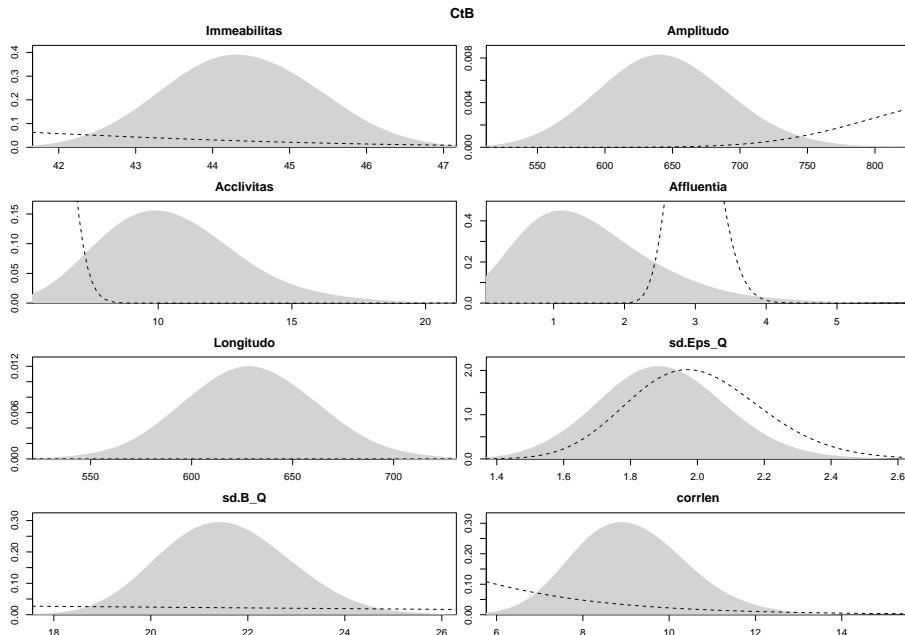 CtB
Immeabilitas
0.0 0.1 0.2 0.3 0.4
42 43 44 45 46 47
Amplitudo
0.000 0.004 0.008
550 600 650 700 750 800
Acclivitas
0.00 0.05 0.10 0.15
10 15 20
Affluentia
0.0 0.2 0.4
1 2 3 4 5
Longitudo
0.000 0.006 0.012
550 600 650 700
sd.Eps_Q
0.0 1.0 2.0
1.4 1.6 1.8 2.0 2.2 2.4 2.6
sd.B_Q
0.00 0.10 0.20 0.30
18 20 22 24 26
corrlen
0.00 0.10 0.20 0.30
6 8 10 12 14